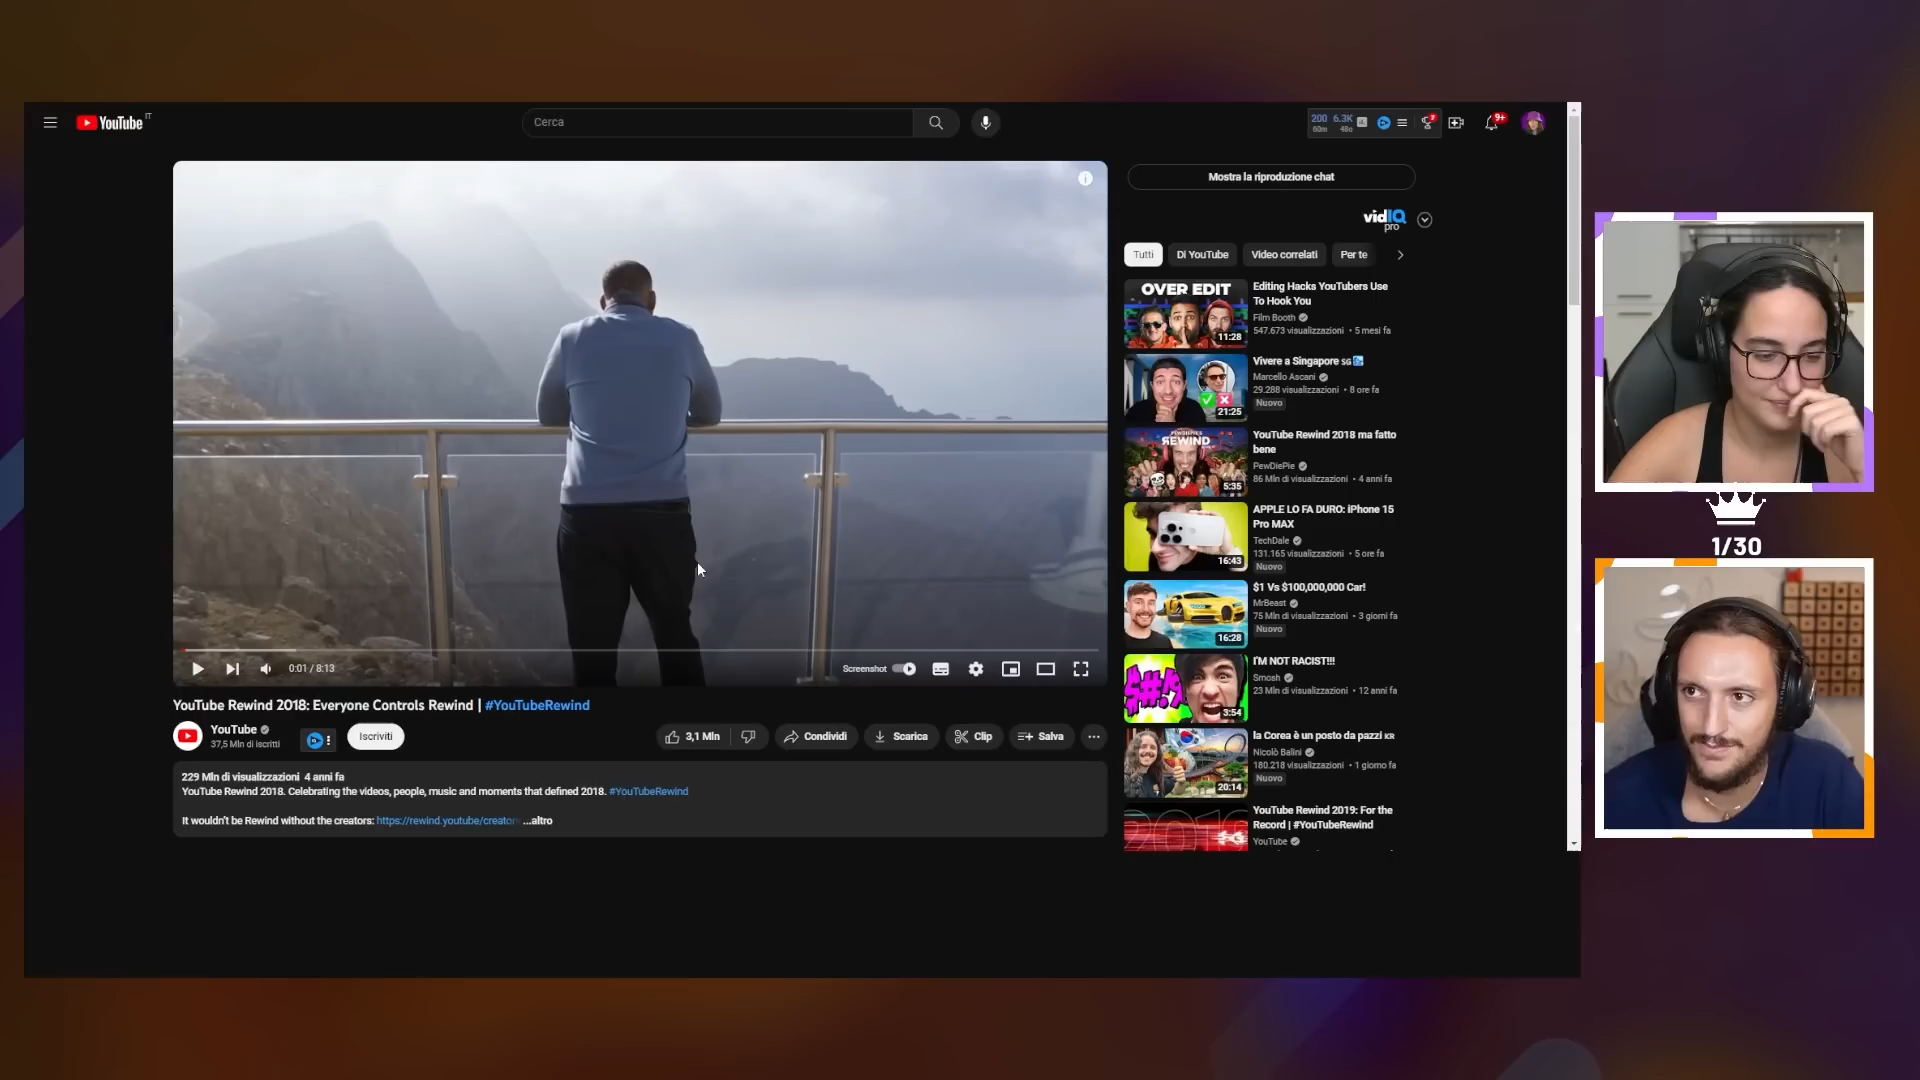 YouTube IT
Cerca
200 6.3K
60m 48o
2
9+
Mostra la riproduzione chat
vidIQ
pro
Tutti
Di YouTube
Video correlati
Per te
OVER EDIT
11:28
Editing Hacks YouTubers Use
To Hook You
Film Booth
547.673 visualizzazioni • 5 mesi fa
21:25
Vivere a Singapore SG
Marcello Ascani
29.288 visualizzazioni • 8 ore fa
Nuovo
REWIND
5:35
YouTube Rewind 2018 ma fatto
bene
PewDiePie
86 Mln di visualizzazioni • 4 anni fa
16:43
APPLE LO FA DURO: iPhone 15
Pro MAX
TechDale
131.165 visualizzazioni • 5 ore fa
Nuovo
16:28
$1 Vs $100,000,000 Car!
MrBeast
75 Mln di visualizzazioni • 3 giorni fa
Nuovo
3:54
I'M NOT RACIST!!!
Smosh
23 Mln di visualizzazioni • 12 anni fa
20:14
la Corea è un posto da pazzi KR
Nicolò Balini
180.218 visualizzazioni • 1 giorno fa
Nuovo
YouTube Rewind 2019: For the
Record | #YouTubeRewind
YouTube
0:01 / 8:13
Screenshot
YouTube Rewind 2018: Everyone Controls Rewind | #YouTubeRewind
YouTube
37,5 Mln di iscritti
Iscriviti
3,1 Mln
Condividi
Scarica
Clip
Salva
229 Mln di visualizzazioni 4 anni fa
YouTube Rewind 2018. Celebrating the videos, people, music and moments that defined 2018. #YouTubeRewind
It wouldn't be Rewind without the creators: https://rewind.youtube/creator ...altro
1/30